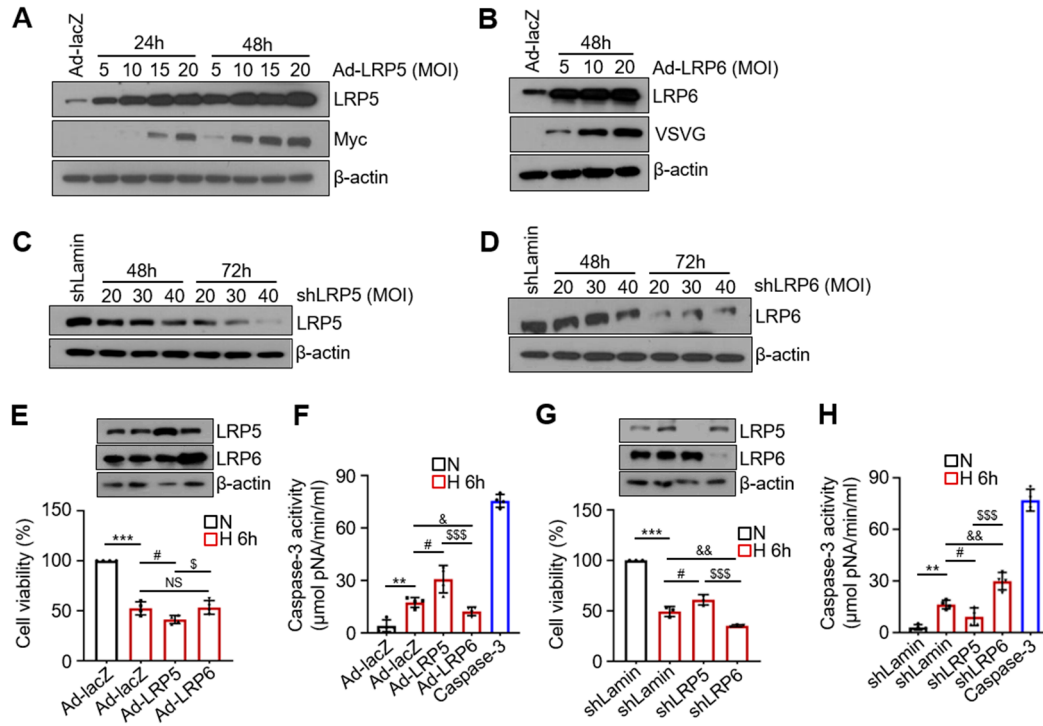 A
Ad-lacZ
24h 48h
5 10 15 20 5 10 15 20 Ad-LRP5 (MOI)
LRP5
Myc
β-actin
B
Ad-lacZ
48h
5 10 20 Ad-LRP6 (MOI)
LRP6
VSVG
β-actin
C
shLamin
48h 72h
20 30 40 20 30 40 shLRP5 (MOI)
LRP5
β-actin
D
shLamin
48h 72h
20 30 40 20 30 40 shLRP6 (MOI)
LRP6
β-actin
E
LRP5
LRP6
β-actin
N
H 6h
Cell viability (%)
150
100
50
0
***
#
$
NS
Ad-lacZ
Ad-lacZ
Ad-LRP5
Ad-LRP6
F
N
H 6h
Caspase-3 acitivity
(μmol pNA/min/ml)
90
60
30
0
&
# $$$
**
Ad-lacZ
Ad-lacZ
Ad-LRP5
Ad-LRP6
Caspase-3
G
LRP5
LRP6
β-actin
N
H 6h
Cell viability (%)
150
100
50
0
***
&&
# $$$
shLamin
shLamin
shLRP5
shLRP6
H
N
H 6h
Caspase-3 acitivity
(μmol pNA/min/ml)
90
60
30
0
$$$
&&
#
**
shLamin
shLamin
shLRP5
shLRP6
Caspase-3